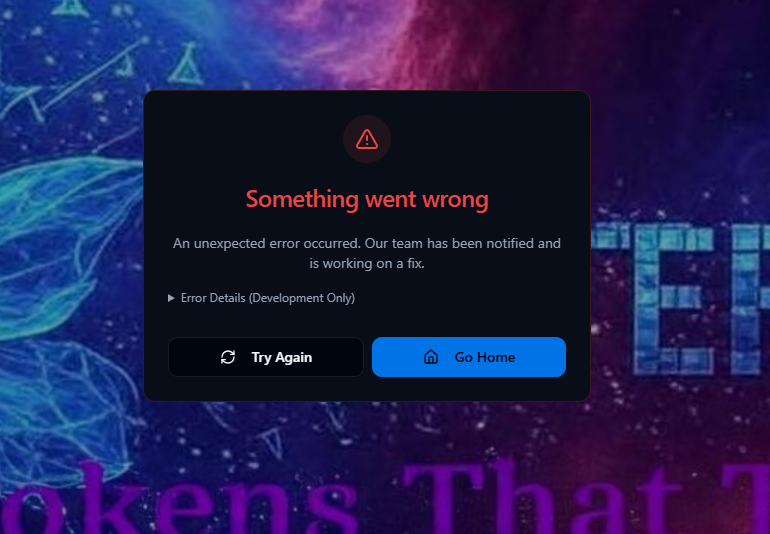 Something went wrong
An unexpected error occurred. Our team has been notified and
is working on a fix.
Error Details (Development Only)
Try Again
Go Home
TER
okens That T